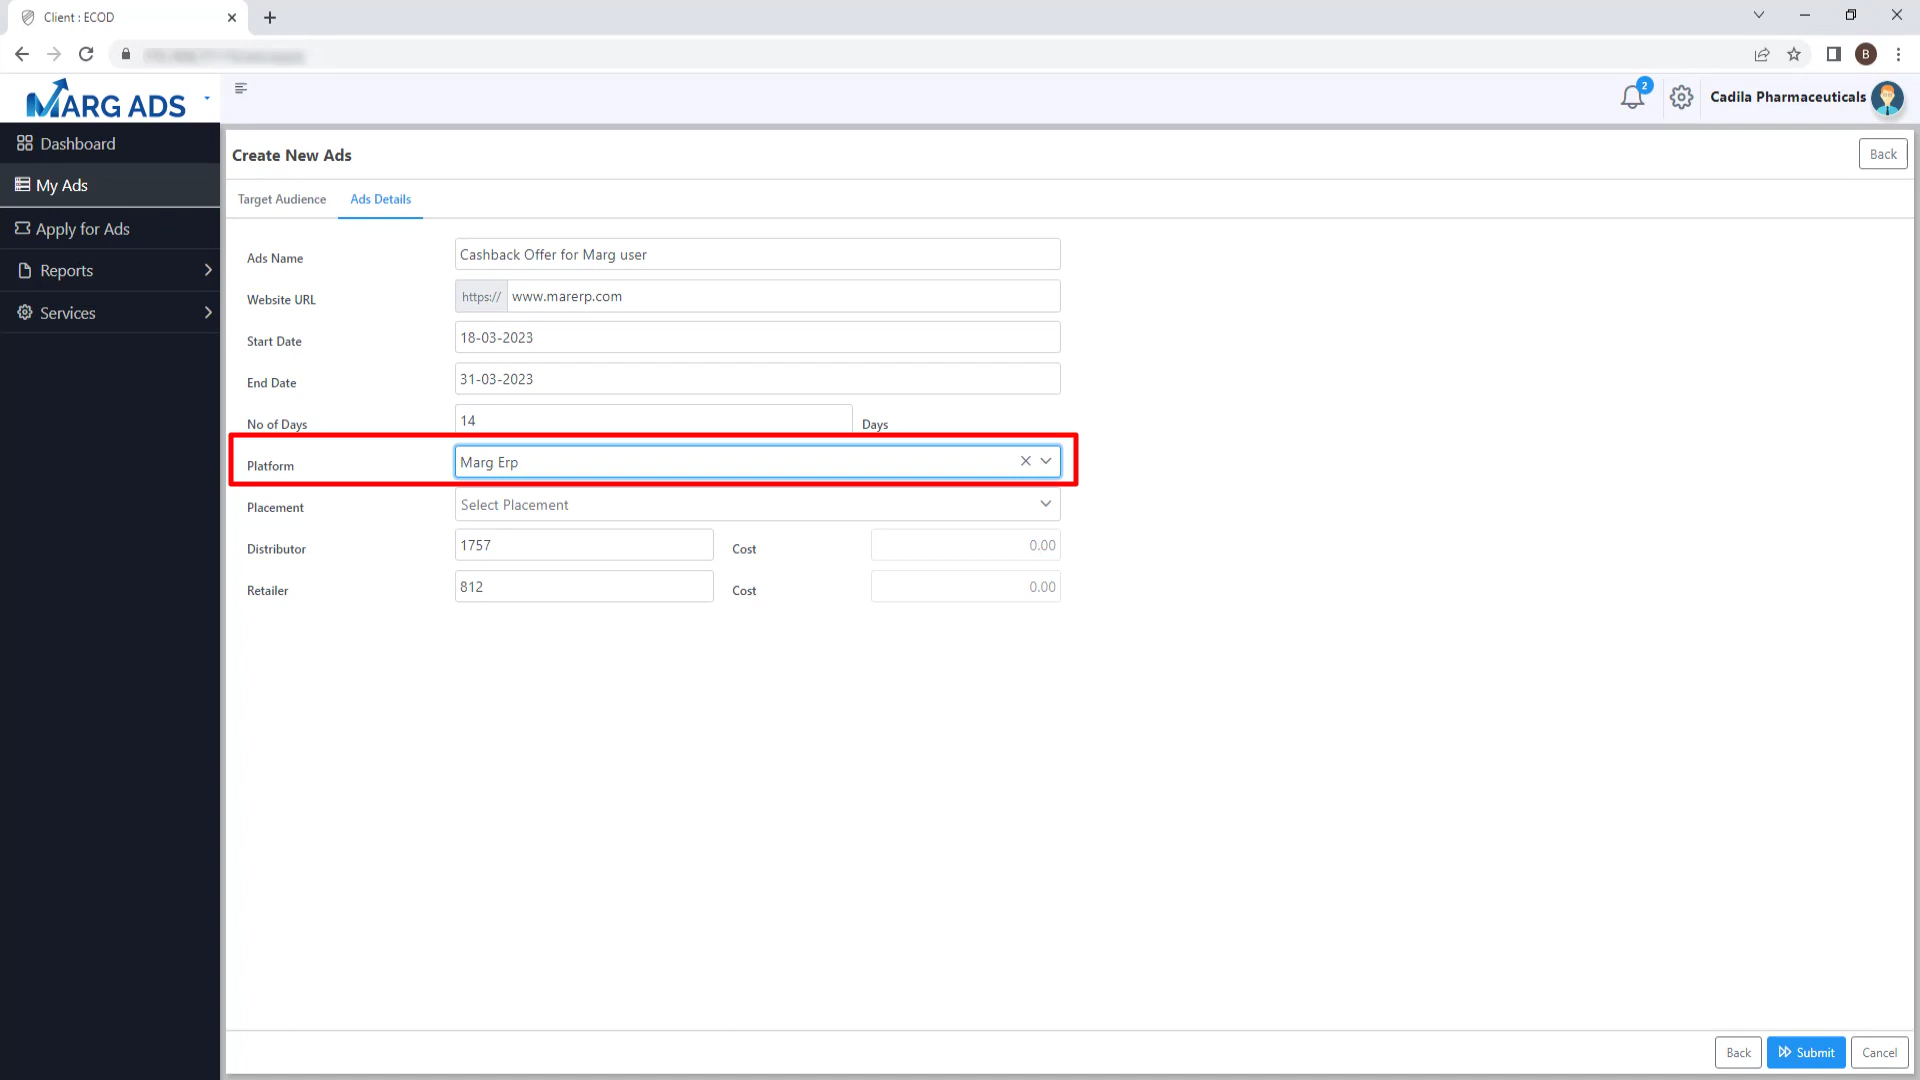 Client : ECOD
B
MARG ADS
2
Cadila Pharmaceuticals
Dashboard
My Ads
Apply for Ads
Reports
Services
Create New Ads
Back
Target Audience
Ads Details
Ads Name
Cashback Offer for Marg user
Website URL
https://
www.marerp.com
Start Date
18-03-2023
End Date
31-03-2023
No of Days
14
Days
Platform
Marg Erp
Placement
Select Placement
Distributor
1757
Cost
0.00
Retailer
812
Cost
0.00
Back
Submit
Cancel